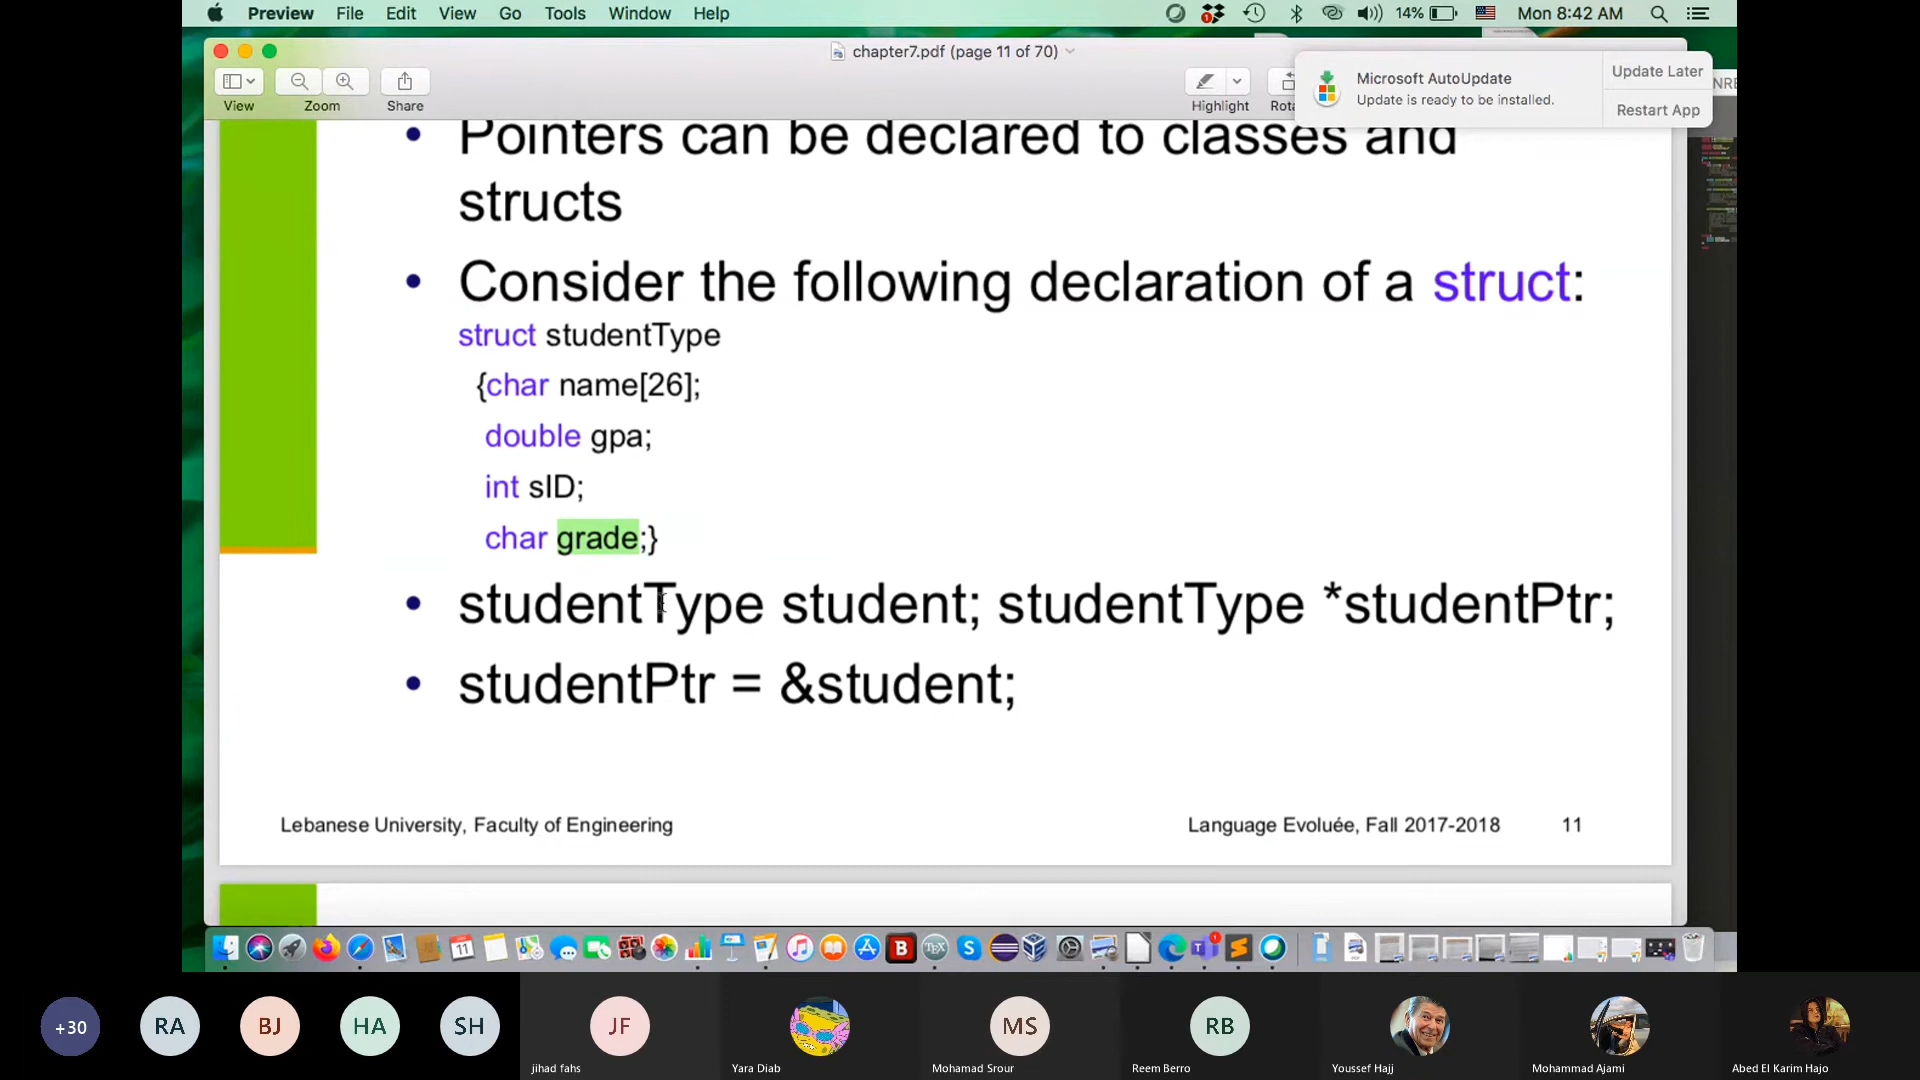 Preview File Edit View Go Tools Window Help 14% Mon 8:42 AM
chapter7.pdf (page 11 of 70)
View Zoom Share Highlight
Microsoft AutoUpdate
Update is ready to be installed.
Update Later
Restart App
Pointers can be declared to classes and
structs
Consider the following declaration of a struct:
struct studentType
{char name[26];
double gpa;
int sID;
char grade;}
studentType student; studentType *studentPtr;
studentPtr = &student;
Lebanese University, Faculty of Engineering Language Evoluée, Fall 2017-2018 11
+30 RA BJ HA SH JF MS RB
jihad fahs Yara Diab Mohamad Srour Reem Berro Youssef Hajj Mohammad Ajami Abed El Karim Hajo